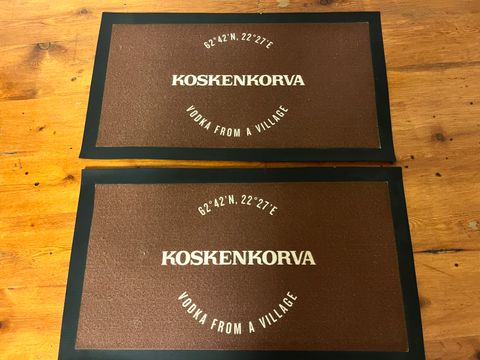 62°42'N, 22°27'E
KOSKENKORVA
VODKA FROM A VILLAGE
62°42'N, 22°27'E
KOSKENKORVA
VODKA FROM A VILLAGE